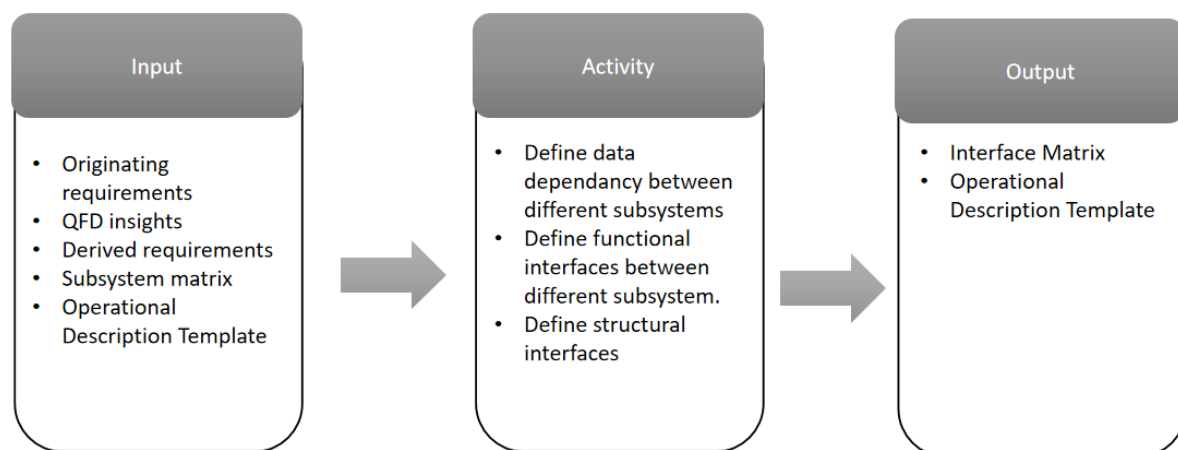 Input
• Originating
requirements
• QFD insights
• Derived requirements
• Subsystem matrix
• Operational
Description Template
Activity
• Define data
dependancy between
different subsystems
• Define functional
interfaces between
different subsystem.
• Define structural
interfaces
Output
• Interface Matrix
• Operational
Description Template